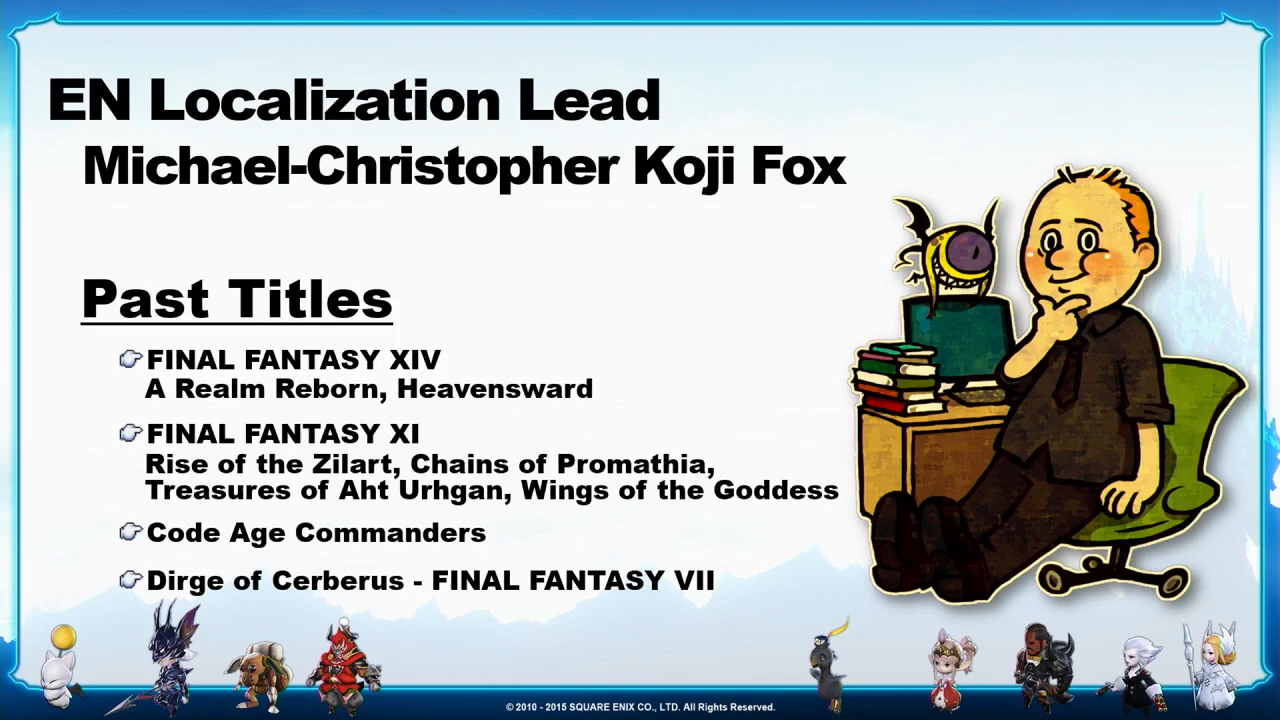 EN Localization Lead
Michael-Christopher Koji Fox
Past Titles
FINAL FANTASY XIV
A Realm Reborn, Heavensward
FINAL FANTASY XI
Rise of the Zilart, Chains of Promathia,
Treasures of Aht Urhgan, Wings of the Goddess
Code Age Commanders
Dirge of Cerberus - FINAL FANTASY VII
© 2010 - 2015 SQUARE ENIX CO., LTD. All Rights Reserved.